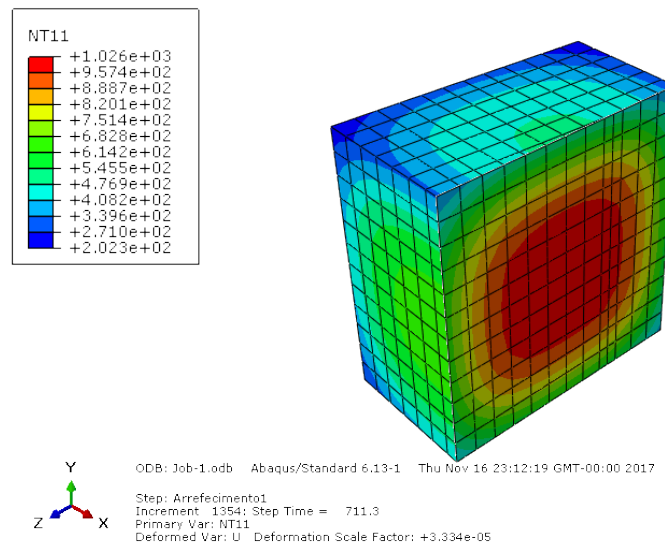 NT11
+1.026e+03
+9.574e+02
+8.887e+02
+8.201e+02
+7.514e+02
+6.828e+02
+6.142e+02
+5.455e+02
+4.769e+02
+4.082e+02
+3.396e+02
+2.710e+02
+2.023e+02
Y
Z X
ODB: Job-1.odb Abaqus/Standard 6.13-1 Thu Nov 16 23:12:19 GMT-00:00 2017
Step: Arrefecimento1
Increment 1354: Step Time = 711.3
Primary Var: NT11
Deformed Var: U Deformation Scale Factor: +3.334e-05